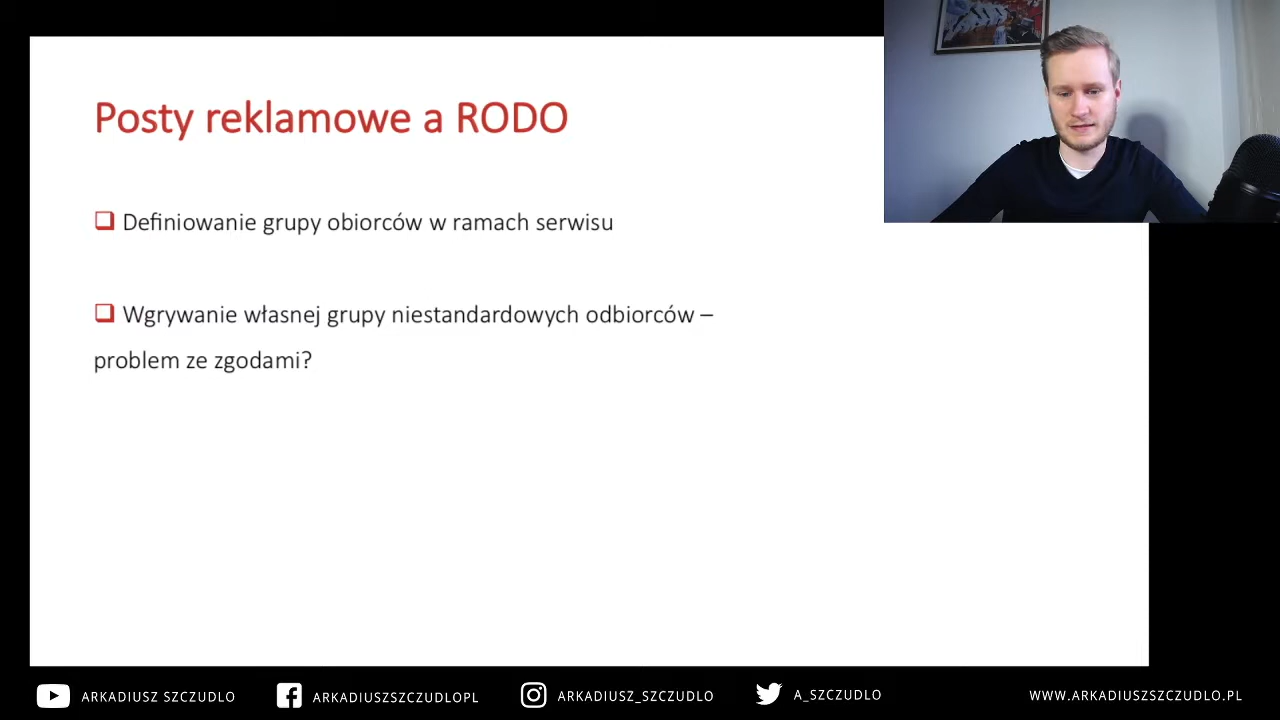 Posty reklamowe a RODO
❑ Definiowanie grupy obiorców w ramach serwisu
❑ Wgrywanie własnej grupy niestandardowych odbiorców –
problem ze zgodami?
ARKADIUSZ SZCZUDLO
ARKADIUSZSZCZUDLOPL
ARKADIUSZ_SZCZUDLO
A_SZCZUDLO
WWW.ARKADIUSZSZCZUDLO.PL